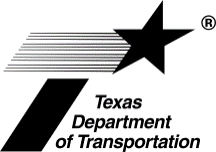 ®
Texas
Department
of Transportation